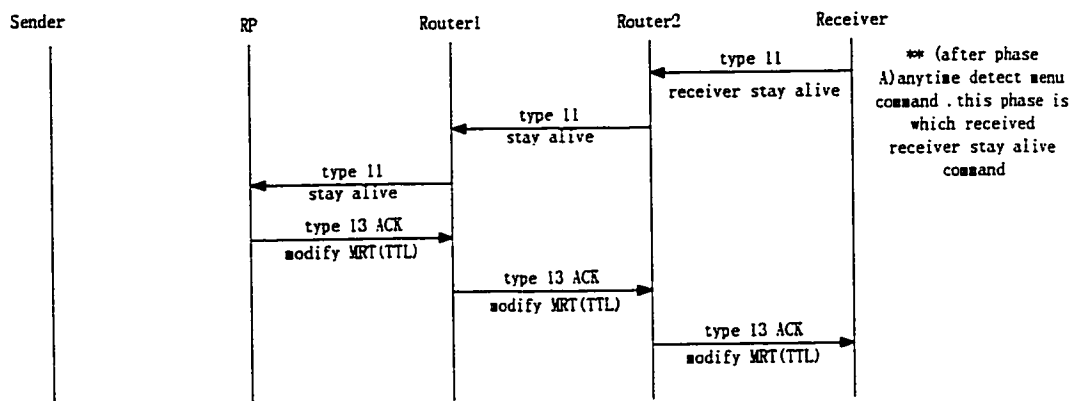 Sender RP Router1 Router2 Receiver
type 11
receiver stay alive
** (after phase
A)anytime detect menu
command .this phase is
which received
receiver stay alive
command
type 11
stay alive
type 11
stay alive
type 13 ACK
modify MRT(TTL)
type 13 ACK
modify MRT(TTL)
type 13 ACK
modify MRT(TTL)